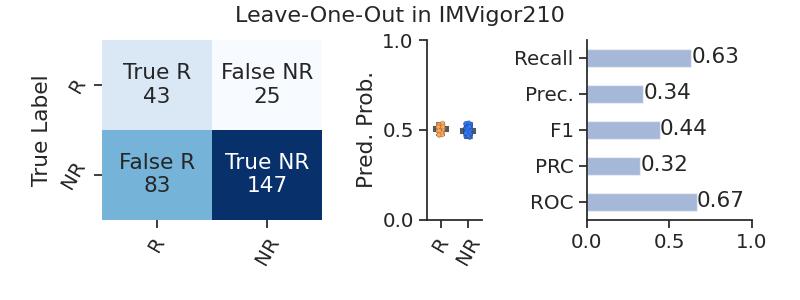 Leave-One-Out in IMVigor210
True Label
R
NR
True R
43
False NR
25
False R
83
True NR
147
R
NR
Pred. Prob.
1.0
0.5
0.0
R
NR
Recall
0.63
Prec.
0.34
F1
0.44
PRC
0.32
ROC
0.67
0.0
0.5
1.0